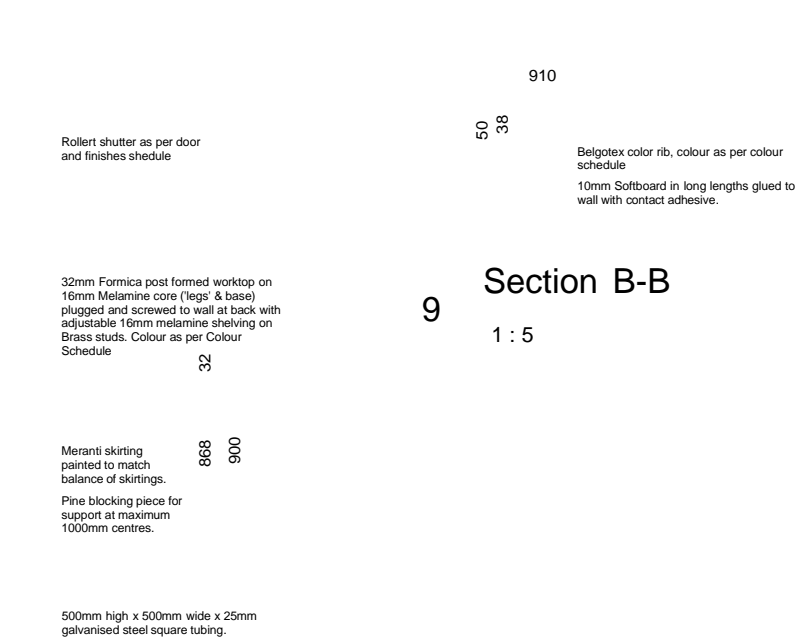 910
50
38
Rollert shutter as per door
and finishes shedule
Belgotex color rib, colour as per colour
schedule
10mm Softboard in long lengths glued to
wall with contact adhesive.
32mm Formica post formed worktop on
16mm Melamine core ('legs' & base)
plugged and screwed to wall at back with
adjustable 16mm melamine shelving on
Brass studs. Colour as per Colour
Schedule
32
9
Section B-B
1 : 5
Meranti skirting
painted to match
balance of skirtings.
868
900
Pine blocking piece for
support at maximum
1000mm centres.
500mm high x 500mm wide x 25mm
galvanised steel square tubing.